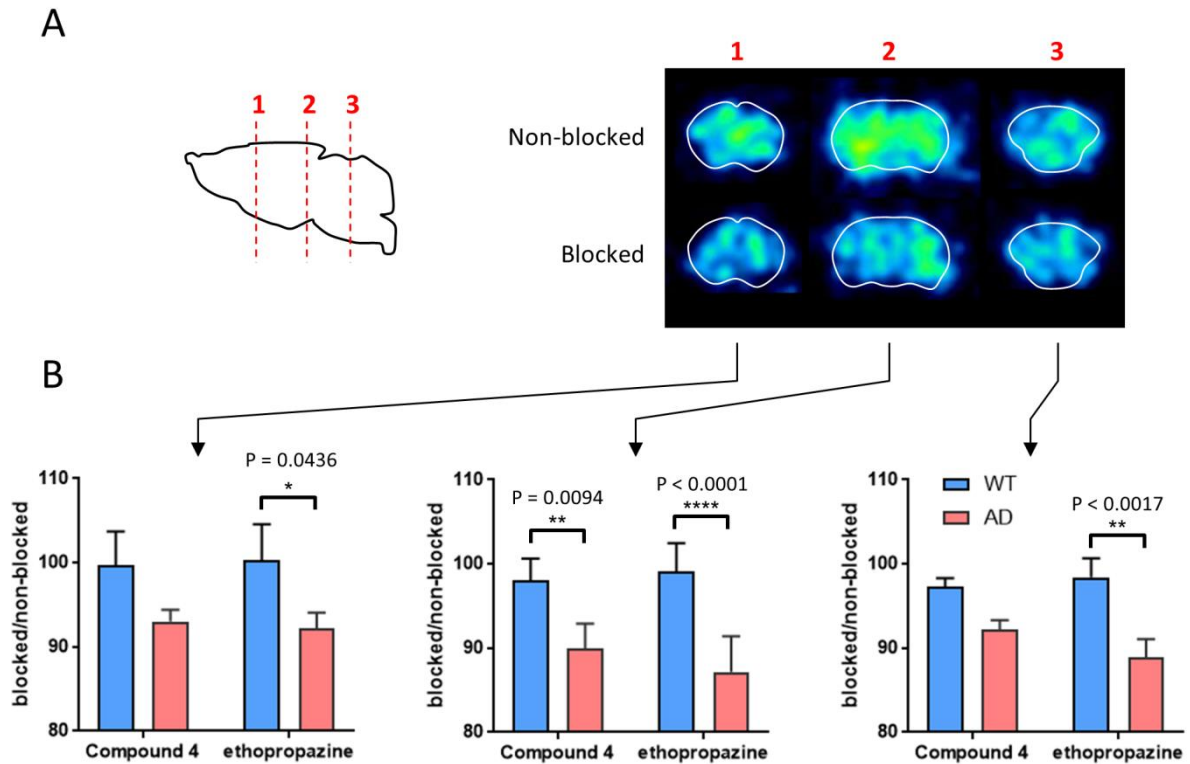 A
1 2 3
1 2 3
Non-blocked
Blocked
B
blocked/non-blocked
110
100
90
80
P = 0.0436
*
Compound 4 ethopropazine
blocked/non-blocked
110
100
90
80
P = 0.0094
**
P < 0.0001
****
Compound 4 ethopropazine
blocked/non-blocked
110
100
90
80
WT
AD
P < 0.0017
**
Compound 4 ethopropazine